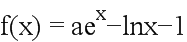 f(x) = ae^x−lnx−1